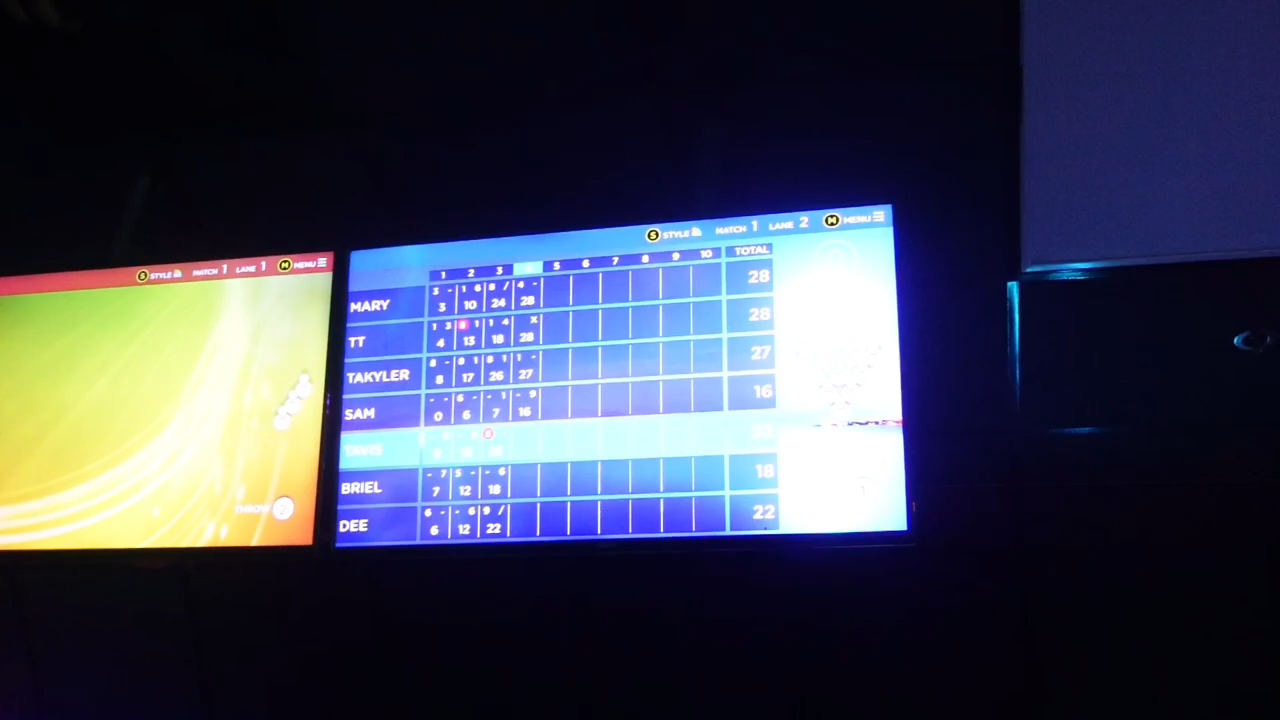 S STYLE MATCH 1 LANE 1 M MENU
THROW 2
S STYLE MATCH 1 LANE 2 M MENU
1 2 3 5 6 7 8 9 10 TOTAL
3 - 1 6 8 / 4 -
MARY 3 10 24 28 28
1 3 8 1 1 4 X
TT 4 13 18 28 28
8 - 8 1 8 1 1 -
TAKYLER 8 17 26 27 27
- - 6 - - 1 - 9
SAM 0 6 7 16 16
TAVIS
- 7 5 - - 6
BRIEL 7 12 18 18
6 - - 6 9 /
DEE 6 12 22 22